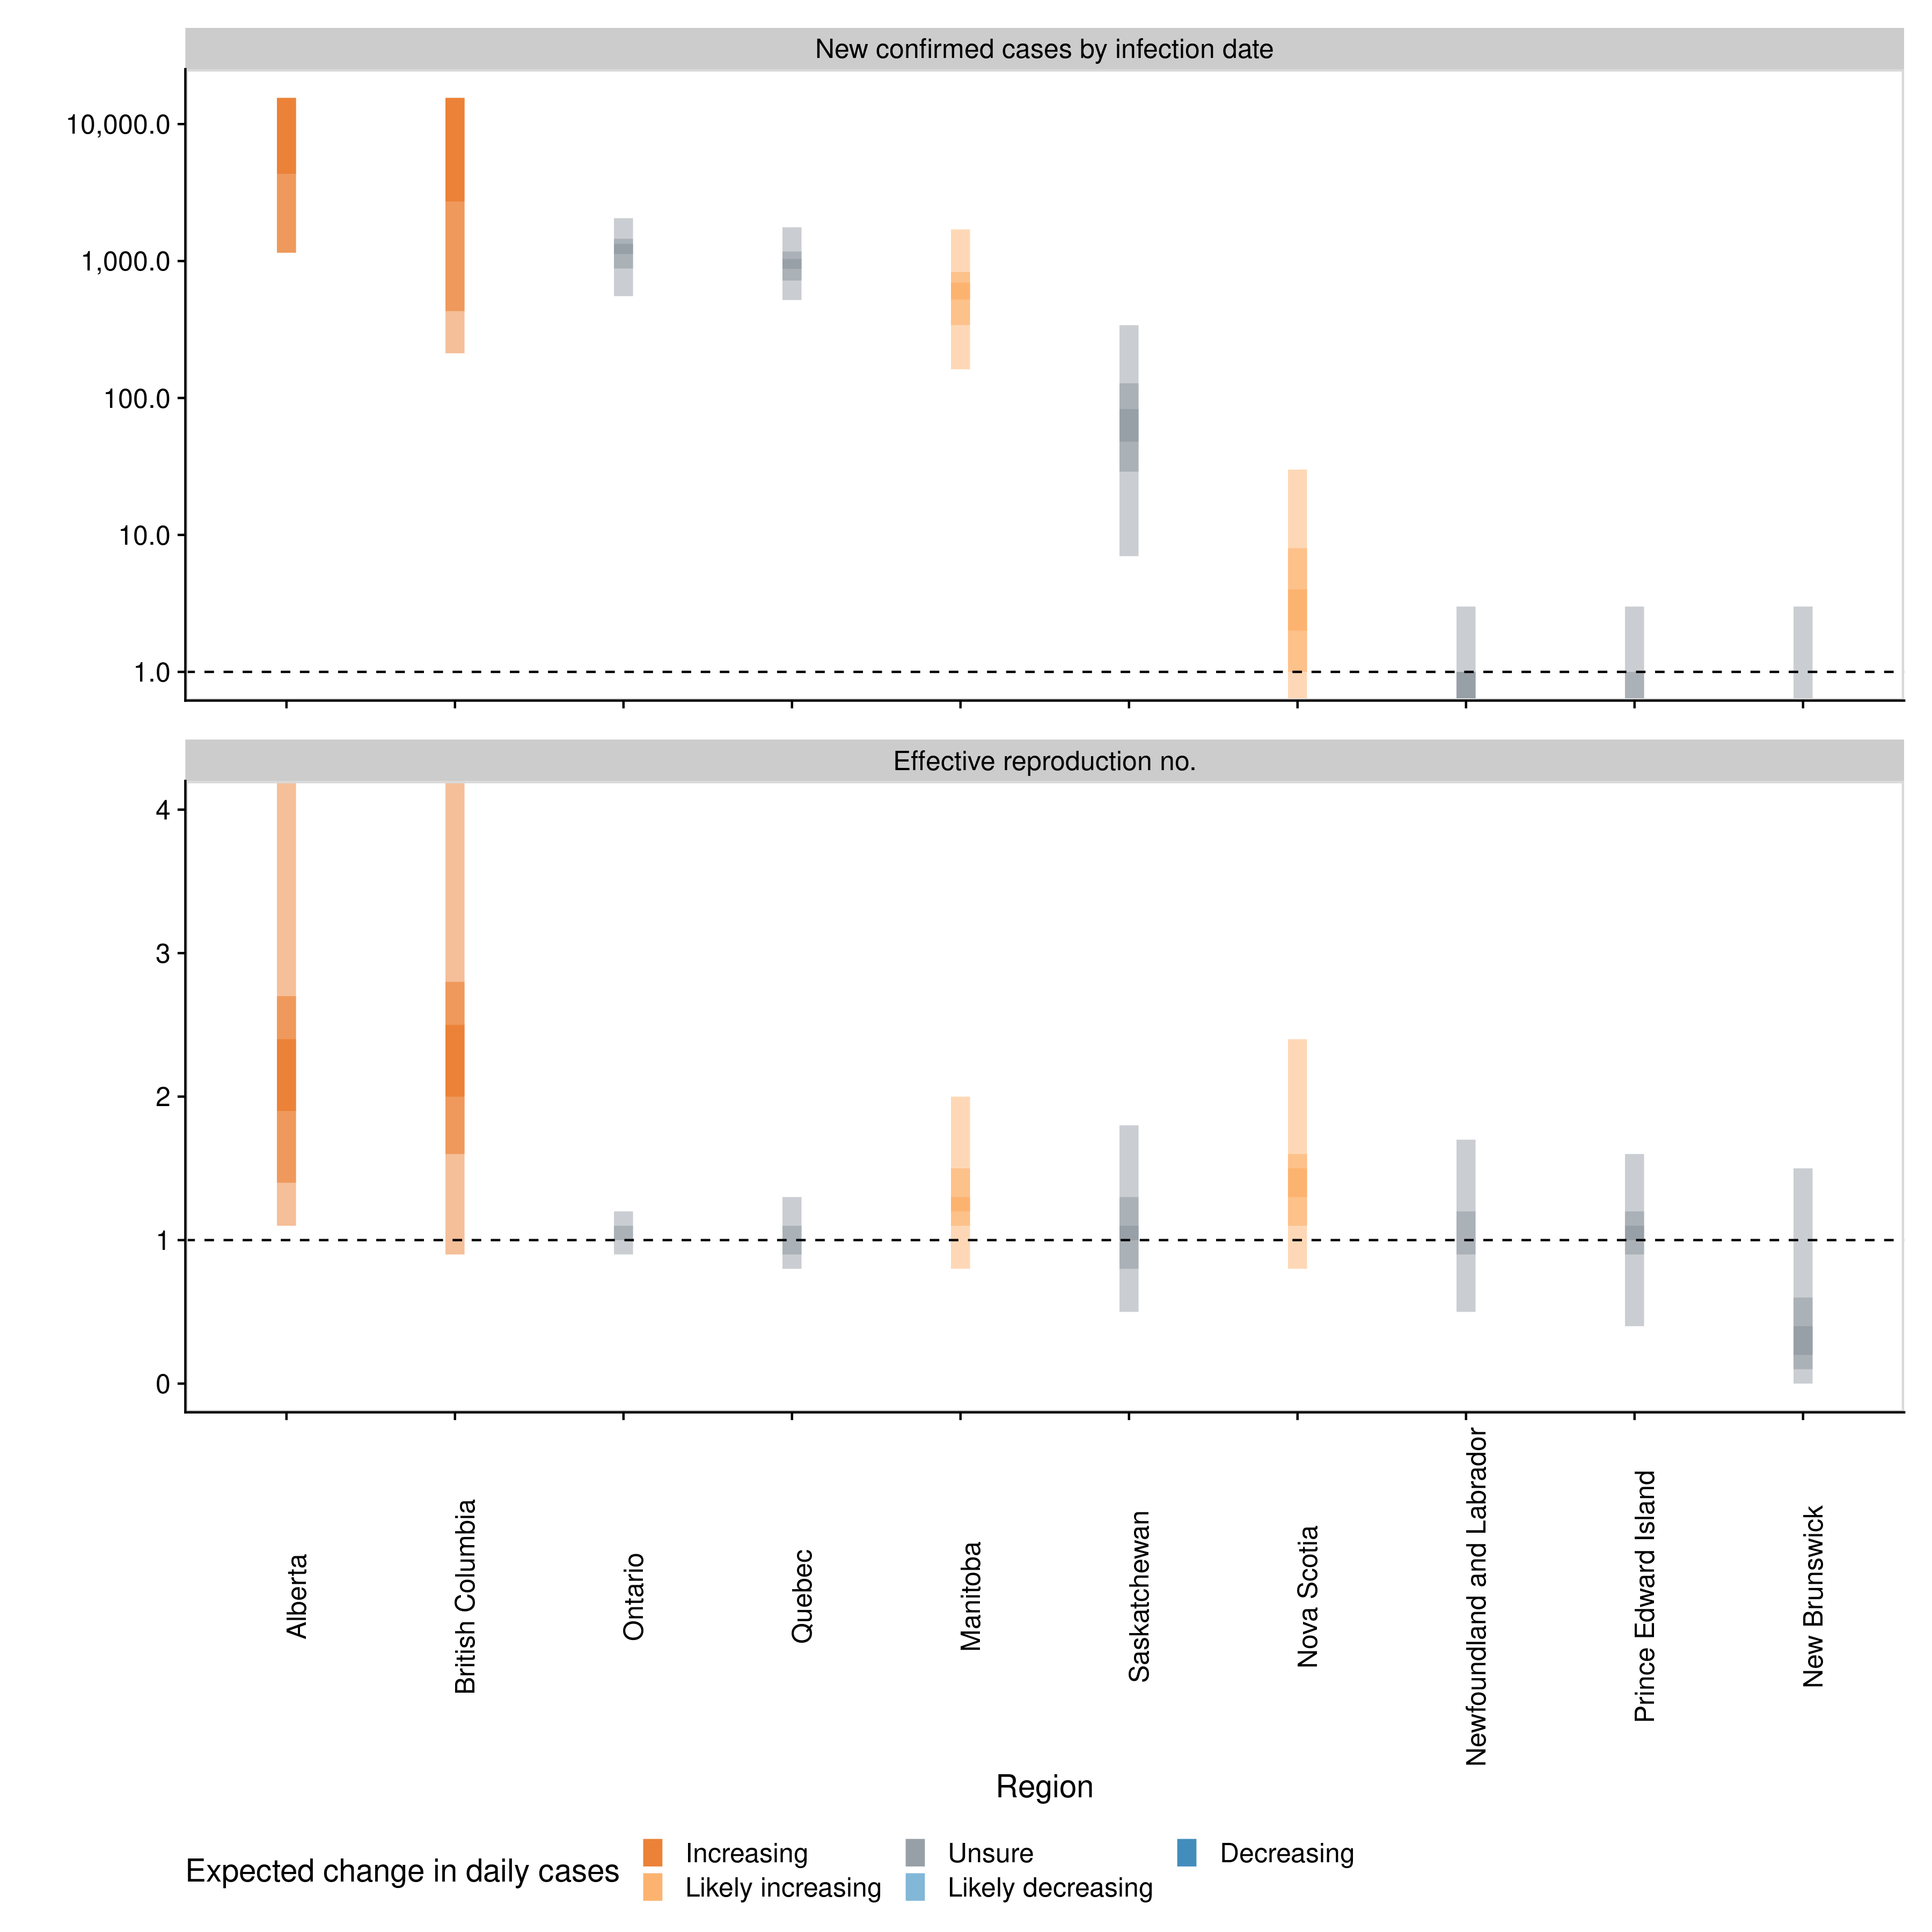 New confirmed cases by infection date
10,000.0
1,000.0
100.0
10.0
1.0
Effective reproduction no.
4
3
2
1
0
Alberta
British Columbia
Ontario
Quebec
Manitoba
Saskatchewan
Nova Scotia
Newfoundland and Labrador
Prince Edward Island
New Brunswick
Region
Expected change in daily cases
Increasing
Unsure
Decreasing
Likely increasing
Likely decreasing